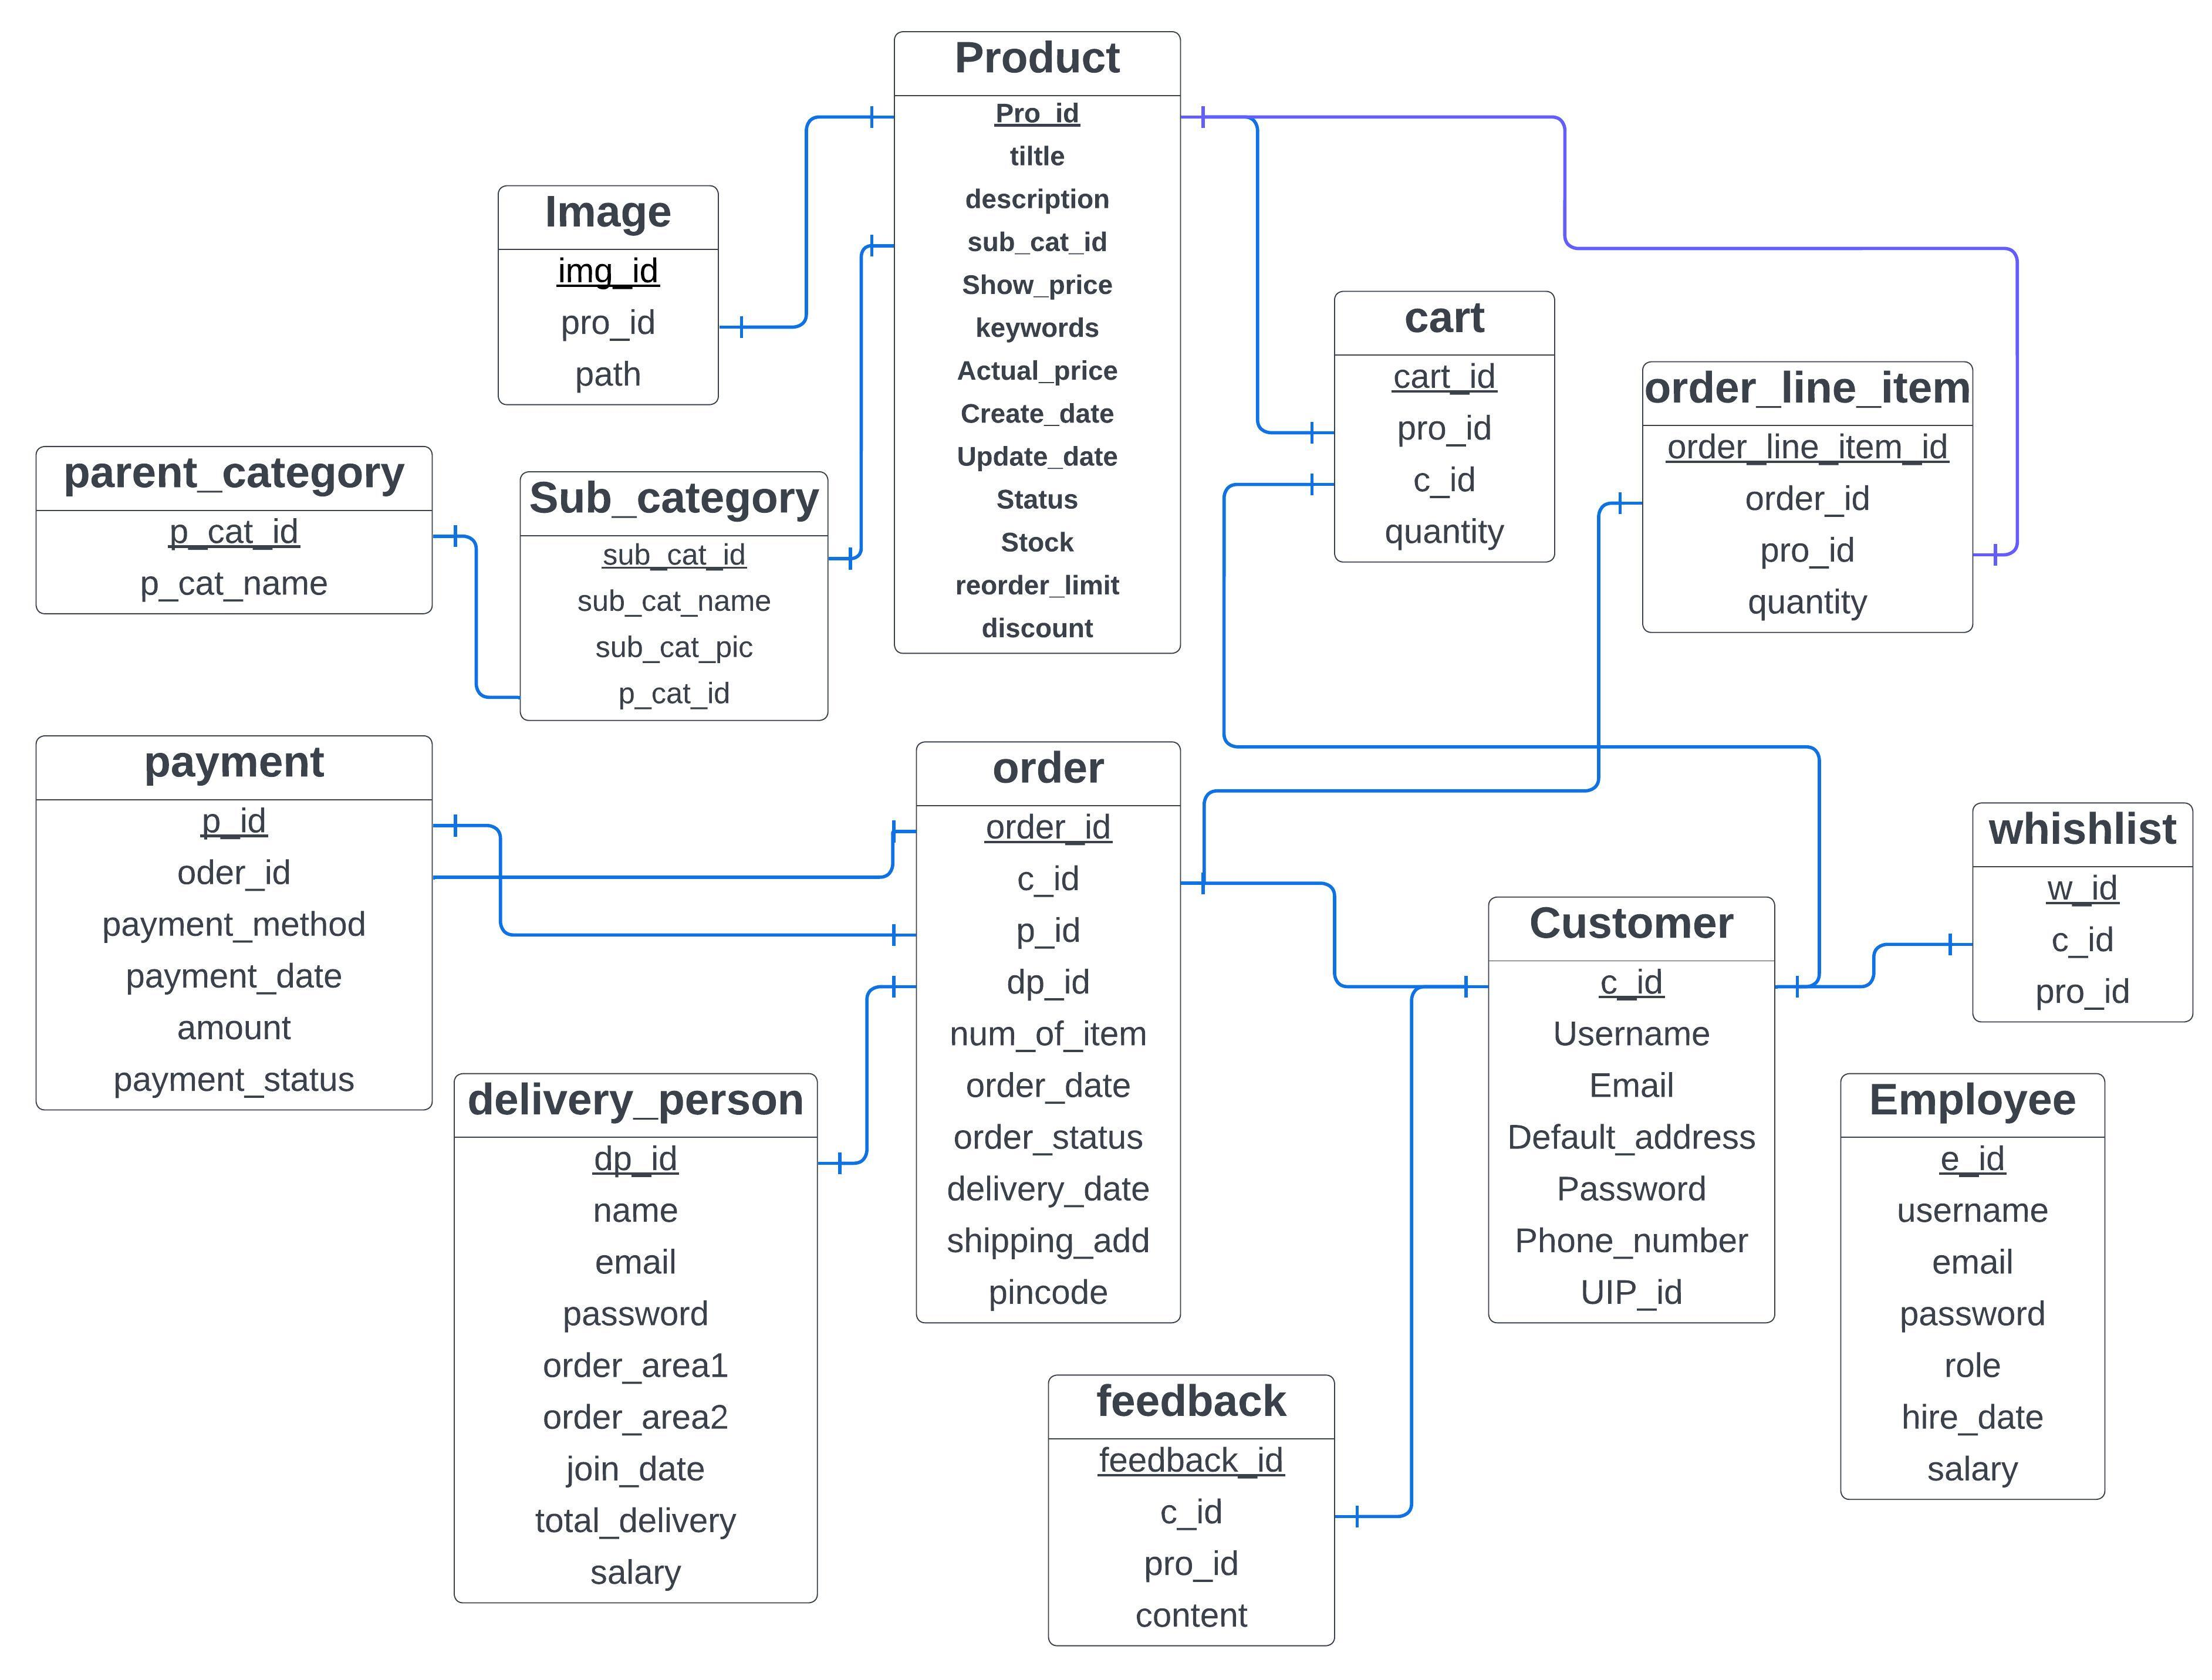 Product
Pro_id
tiltle
description
sub_cat_id
Show_price
keywords
Actual_price
Create_date
Update_date
Status
Stock
reorder_limit
discount
Image
img_id
pro_id
path
cart
cart_id
pro_id
c_id
quantity
order_line_item
order_line_item_id
order_id
pro_id
quantity
parent_category
p_cat_id
p_cat_name
Sub_category
sub_cat_id
sub_cat_name
sub_cat_pic
p_cat_id
payment
p_id
oder_id
payment_method
payment_date
amount
payment_status
order
order_id
c_id
p_id
dp_id
num_of_item
order_date
order_status
delivery_date
shipping_add
pincode
Customer
c_id
Username
Email
Default_address
Password
Phone_number
UIP_id
whishlist
w_id
c_id
pro_id
delivery_person
dp_id
name
email
password
order_area1
order_area2
join_date
total_delivery
salary
Employee
e_id
username
email
password
role
hire_date
salary
feedback
feedback_id
c_id
pro_id
content